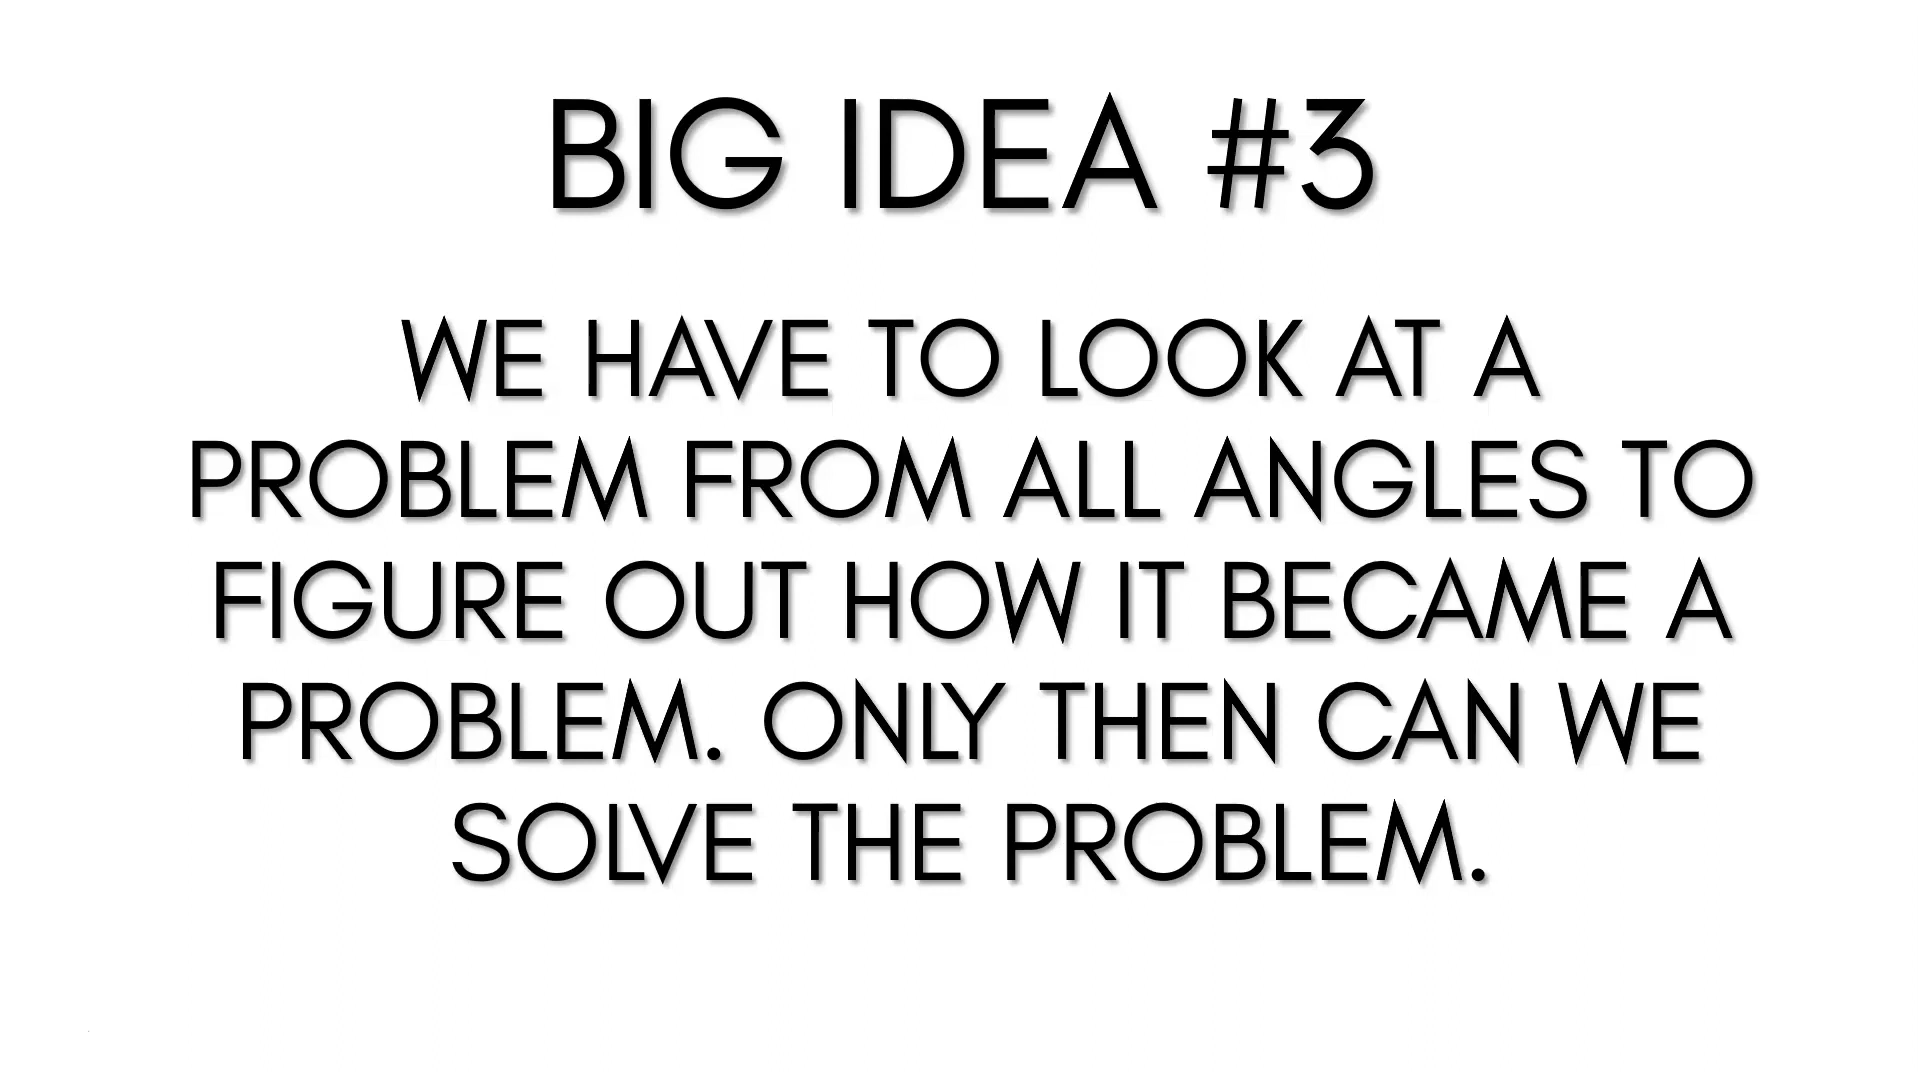 BIG IDEA #3
WE HAVE TO LOOK AT A
PROBLEM FROM ALL ANGLES TO
FIGURE OUT HOW IT BECAME A
PROBLEM. ONLY THEN CAN WE
SOLVE THE PROBLEM.